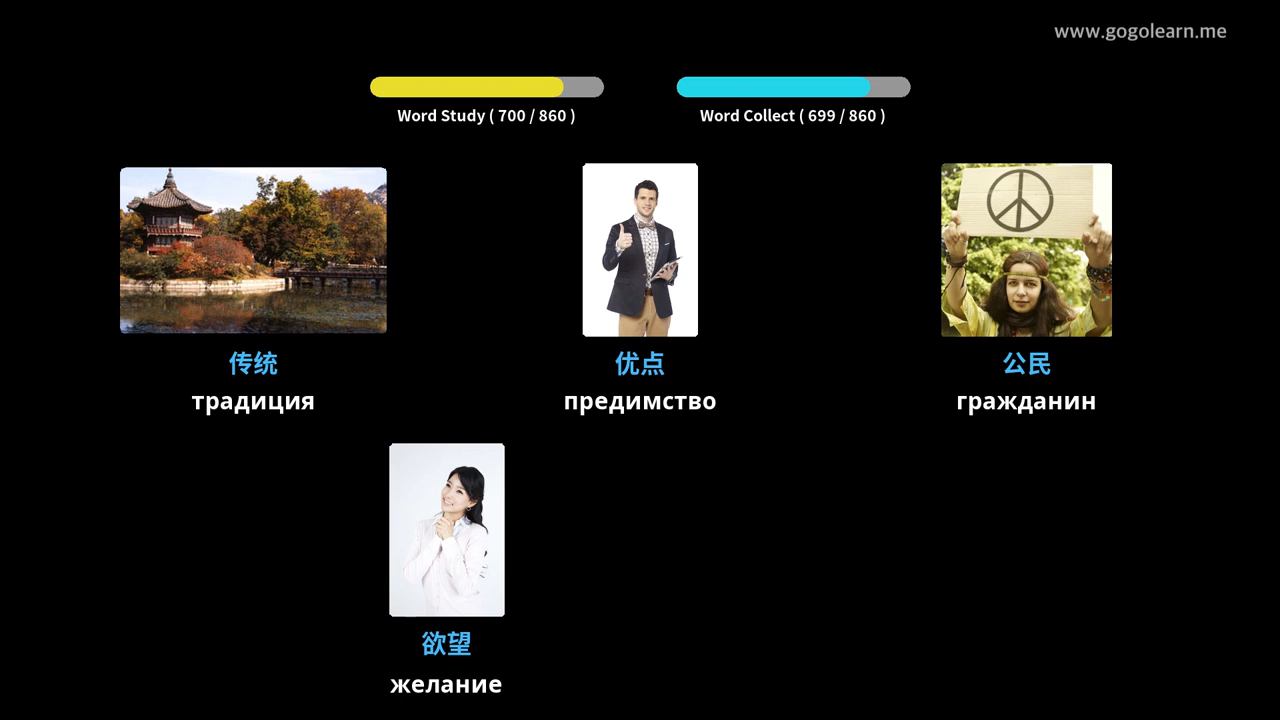 www.gogolearn.me
Word Study ( 700 / 860 )
Word Collect ( 699 / 860 )
传统
традиция
优点
предимство
公民
гражданин
欲望
желание